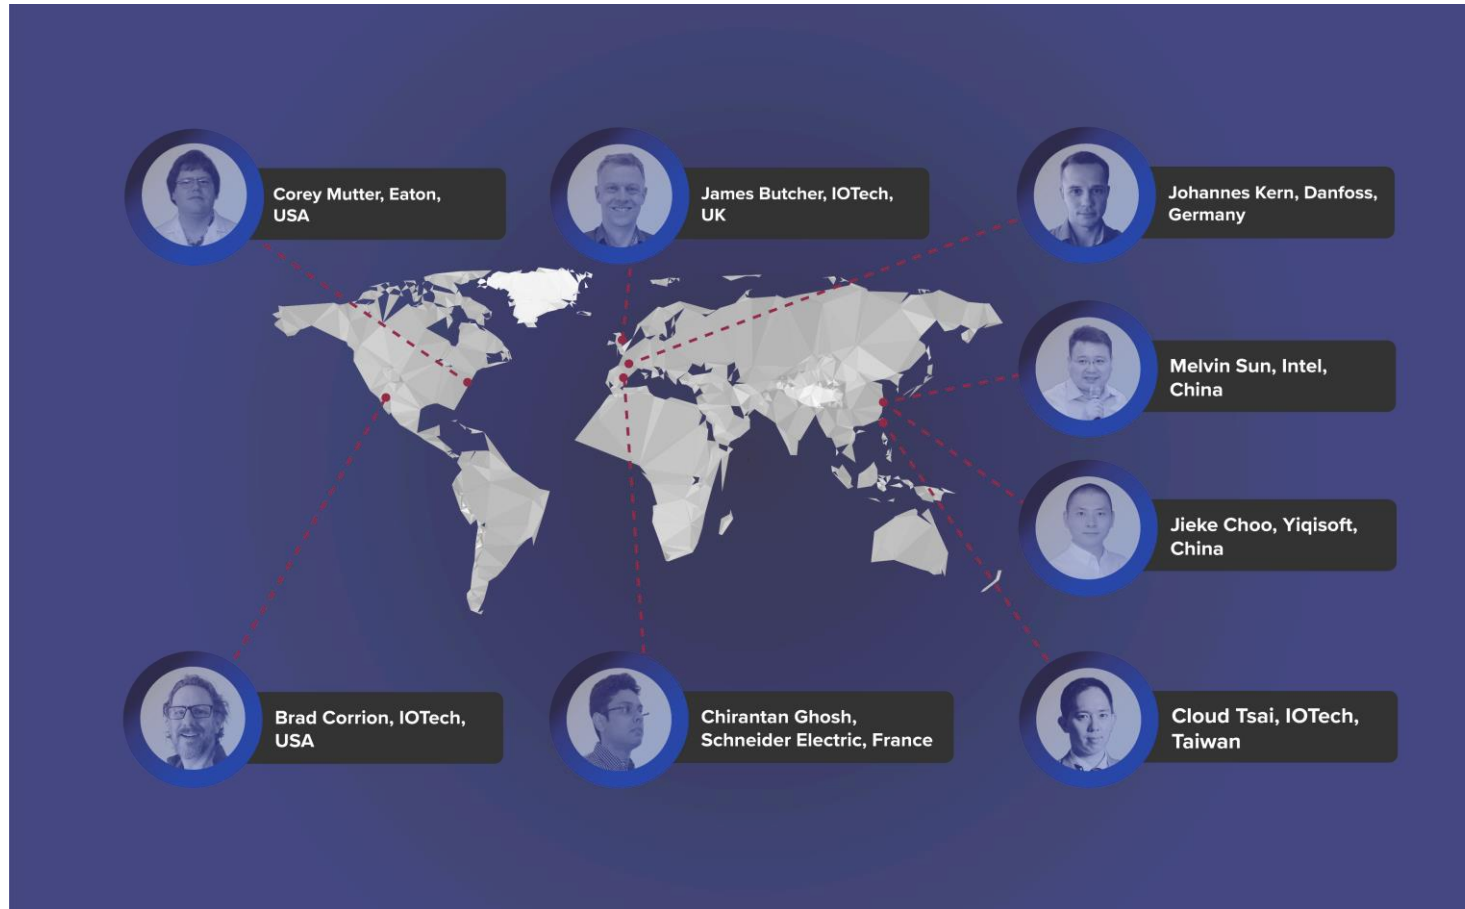 Corey Mutter, Eaton,
USA
James Butcher, IOTech,
UK
Johannes Kern, Danfoss,
Germany
Melvin Sun, Intel,
China
Jieke Choo, Yiqisoft,
China
Brad Corrion, IOTech,
USA
Chirantan Ghosh,
Schneider Electric, France
Cloud Tsai, IOTech,
Taiwan